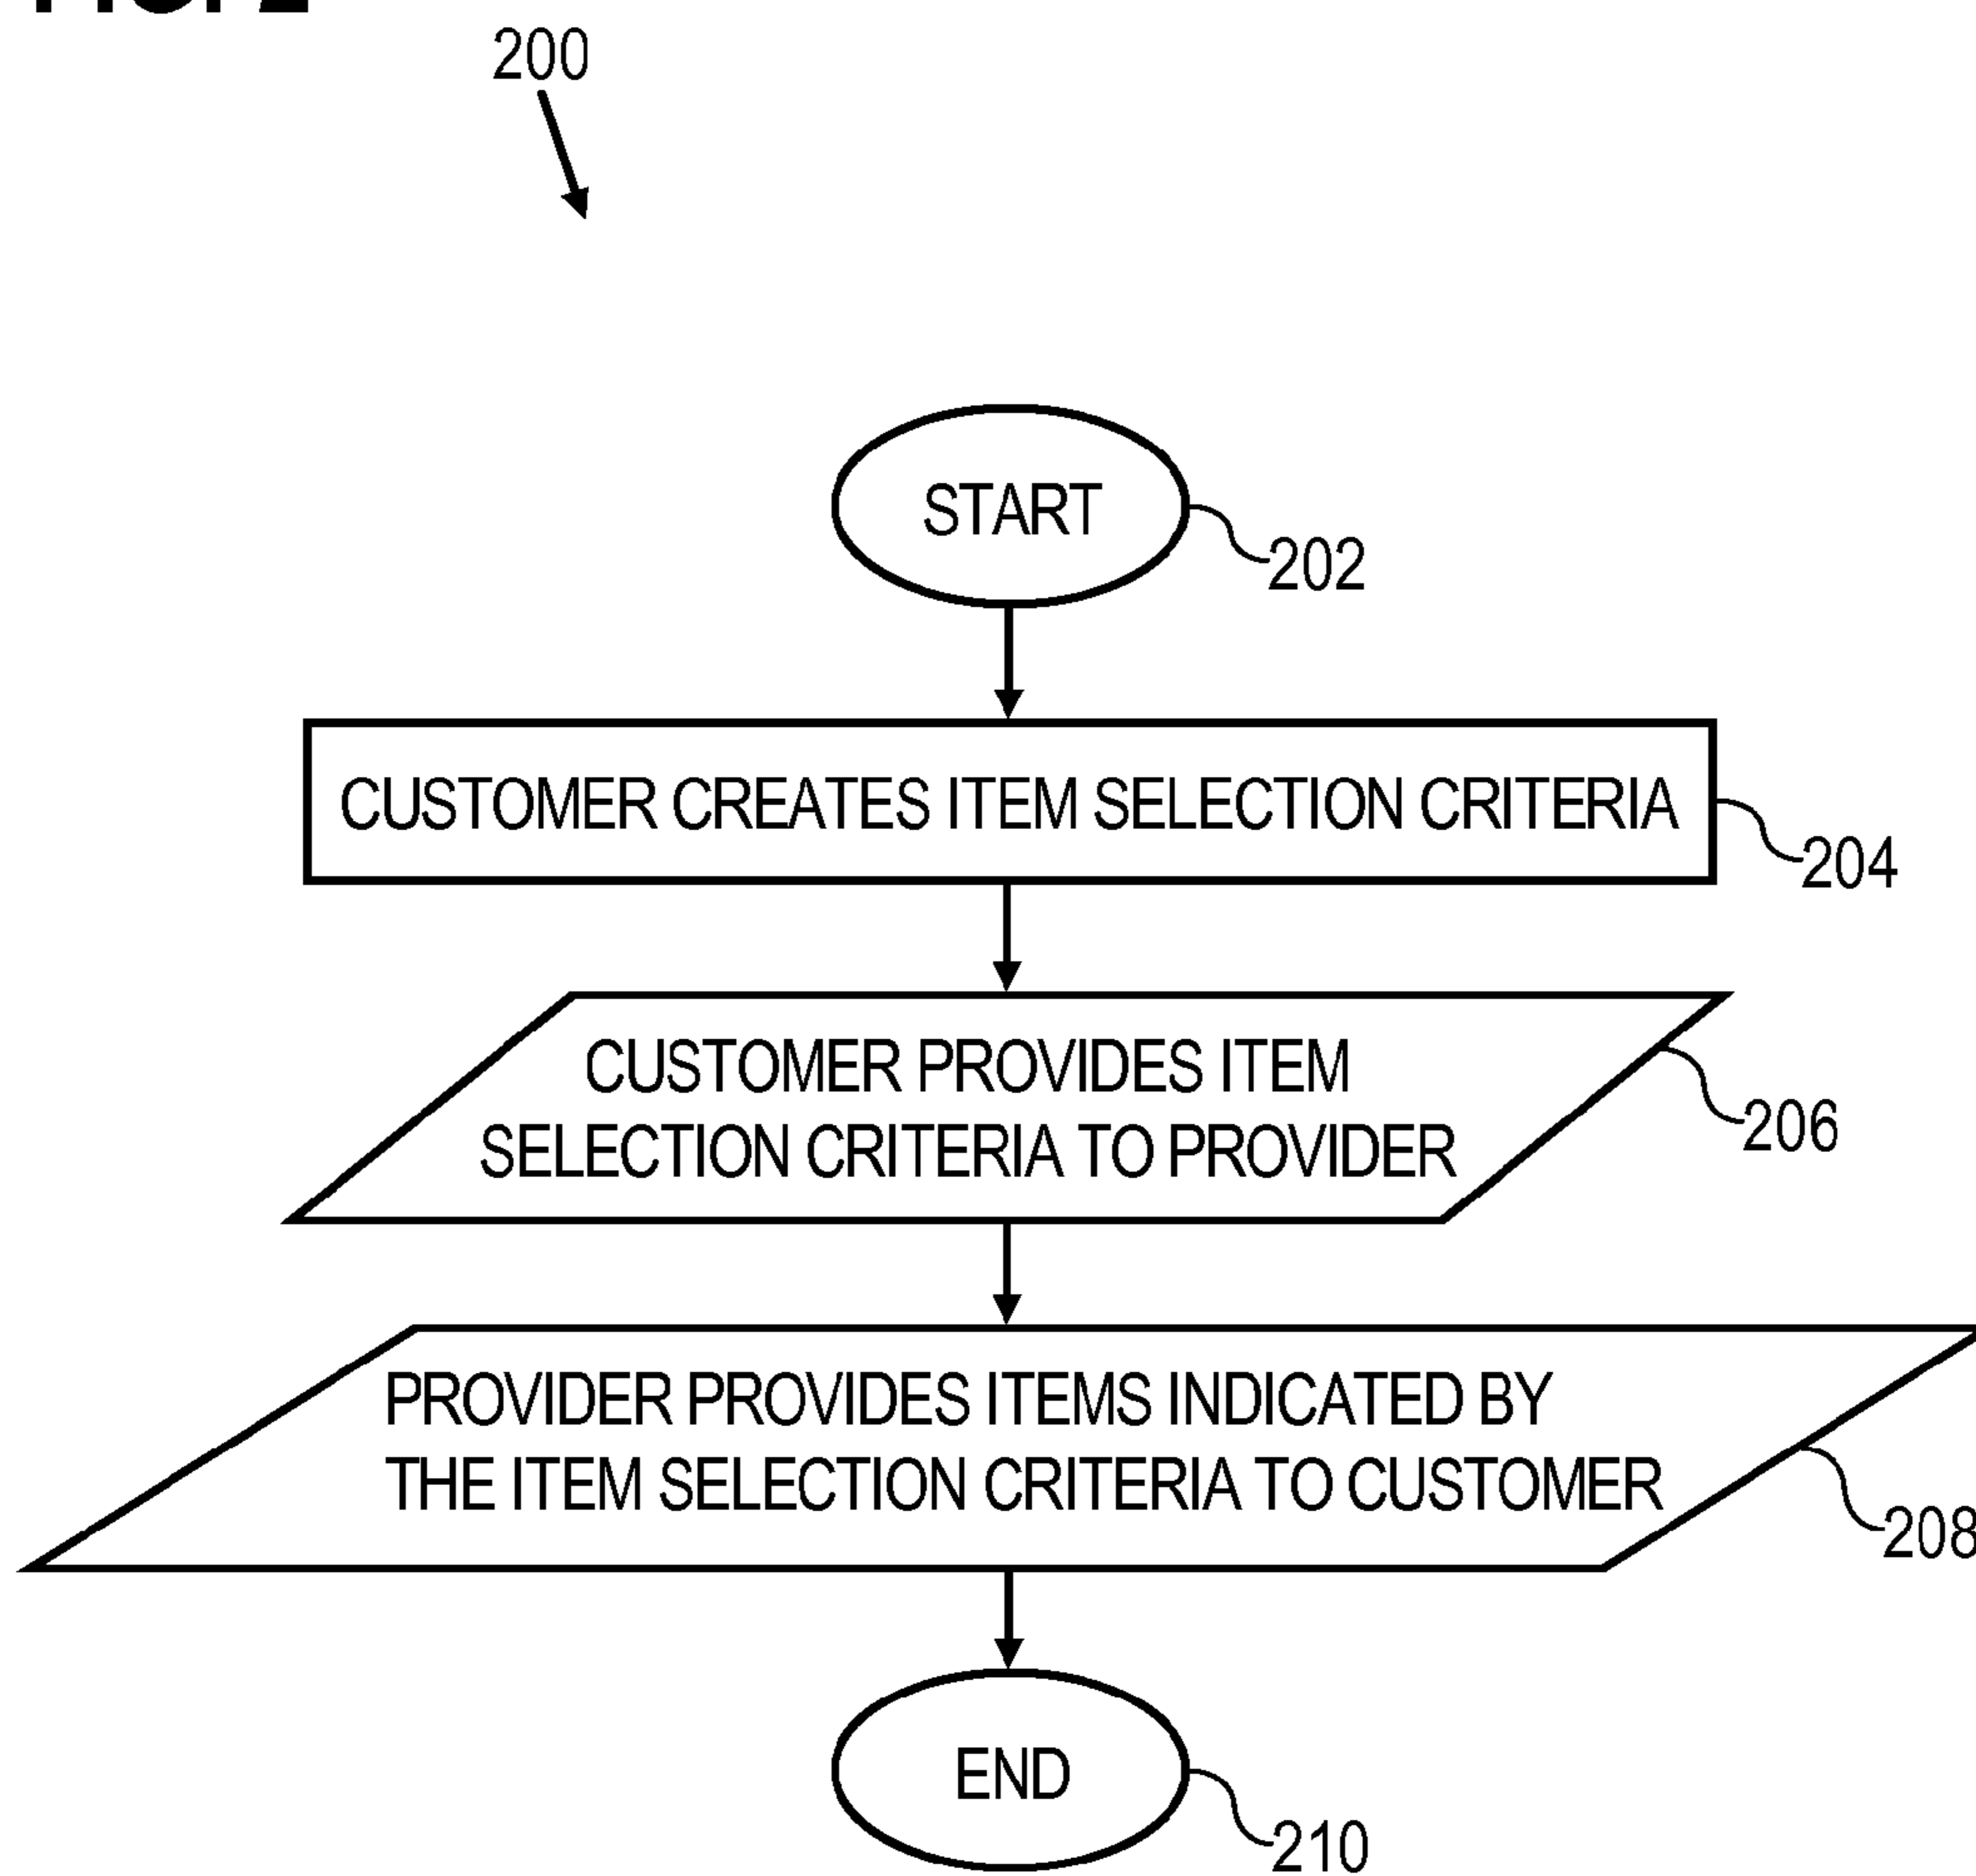 200
START
202
CUSTOMER CREATES ITEM SELECTION CRITERIA
204
CUSTOMER PROVIDES ITEM
SELECTION CRITERIA TO PROVIDER
206
PROVIDER PROVIDES ITEMS INDICATED BY
THE ITEM SELECTION CRITERIA TO CUSTOMER
208
END
210